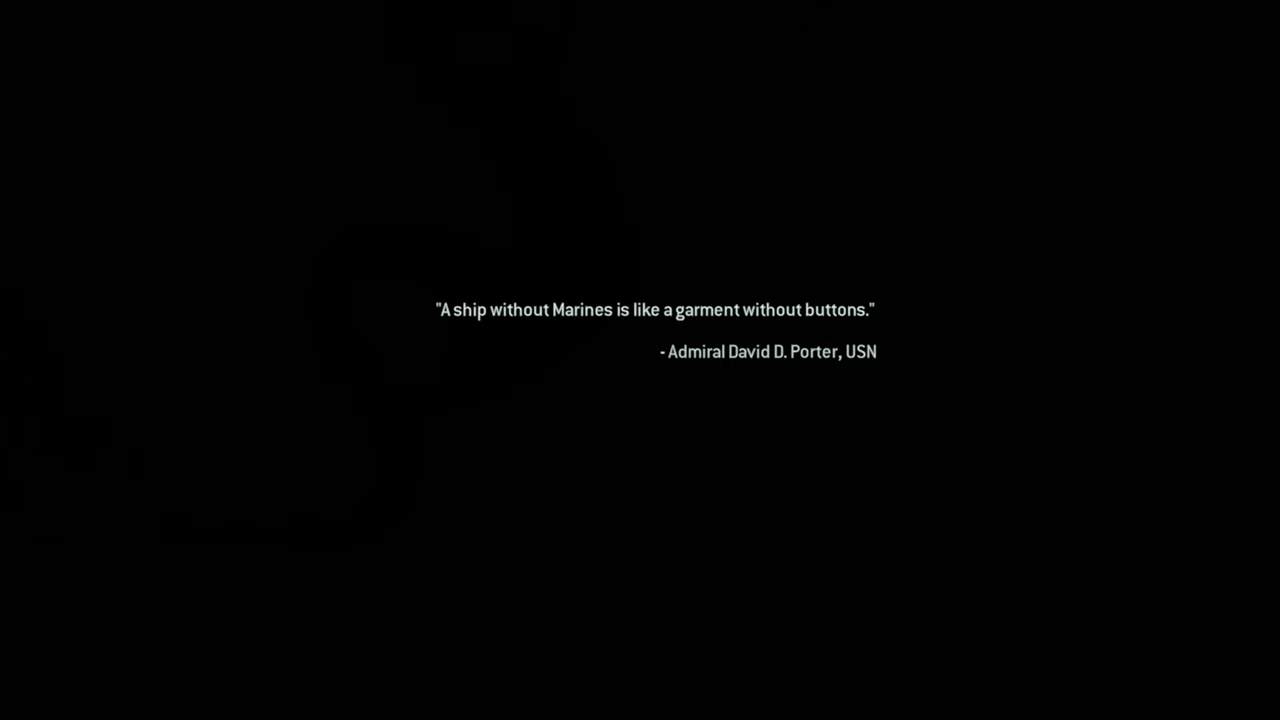 "A ship without Marines is like a garment without buttons."
- Admiral David D. Porter, USN